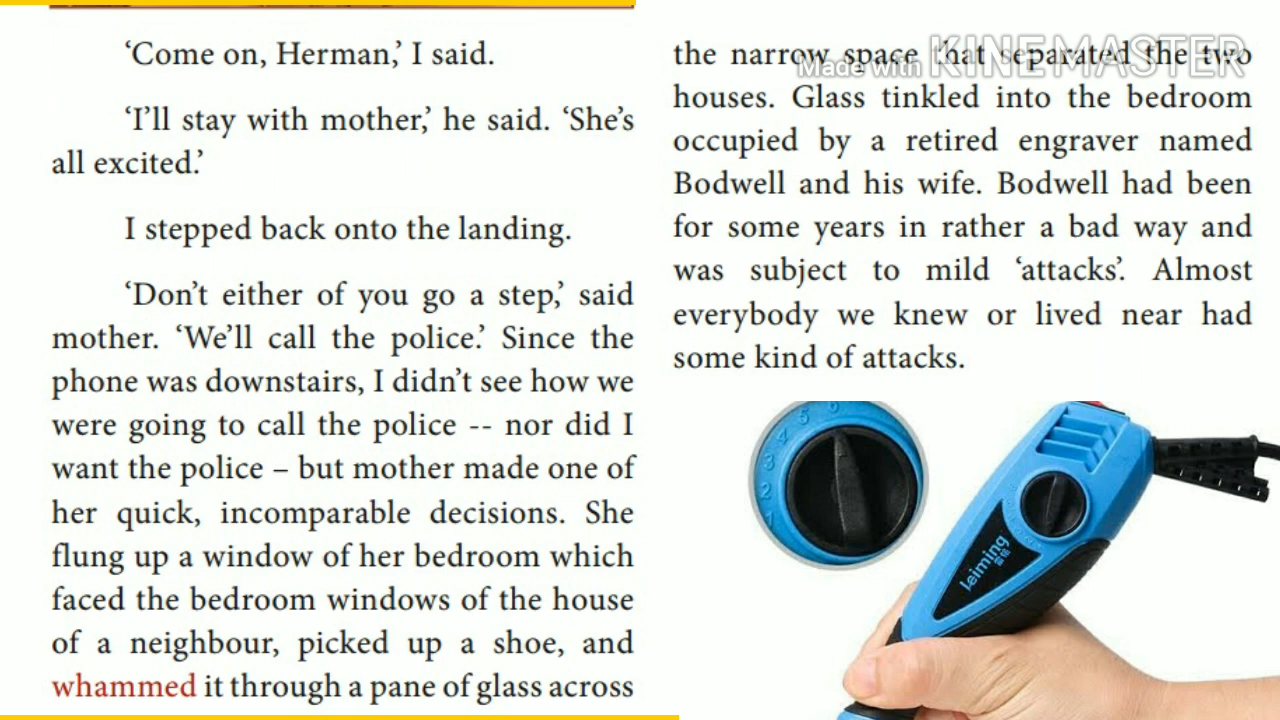 ‘Come on, Herman,’ I said.
‘I’ll stay with mother,’ he said. ‘She’s
all excited.’
I stepped back onto the landing.
‘Don’t either of you go a step,’ said
mother. ‘We’ll call the police.’ Since the
phone was downstairs, I didn’t see how we
were going to call the police -- nor did I
want the police – but mother made one of
her quick, incomparable decisions. She
flung up a window of her bedroom which
faced the bedroom windows of the house
of a neighbour, picked up a shoe, and
whammed it through a pane of glass across
the narrow space that separated the two
houses. Glass tinkled into the bedroom
occupied by a retired engraver named
Bodwell and his wife. Bodwell had been
for some years in rather a bad way and
was subject to mild ‘attacks’. Almost
everybody we knew or lived near had
some kind of attacks.
Made with KINEMASTER
1 2 3 4 5 6
Leiming